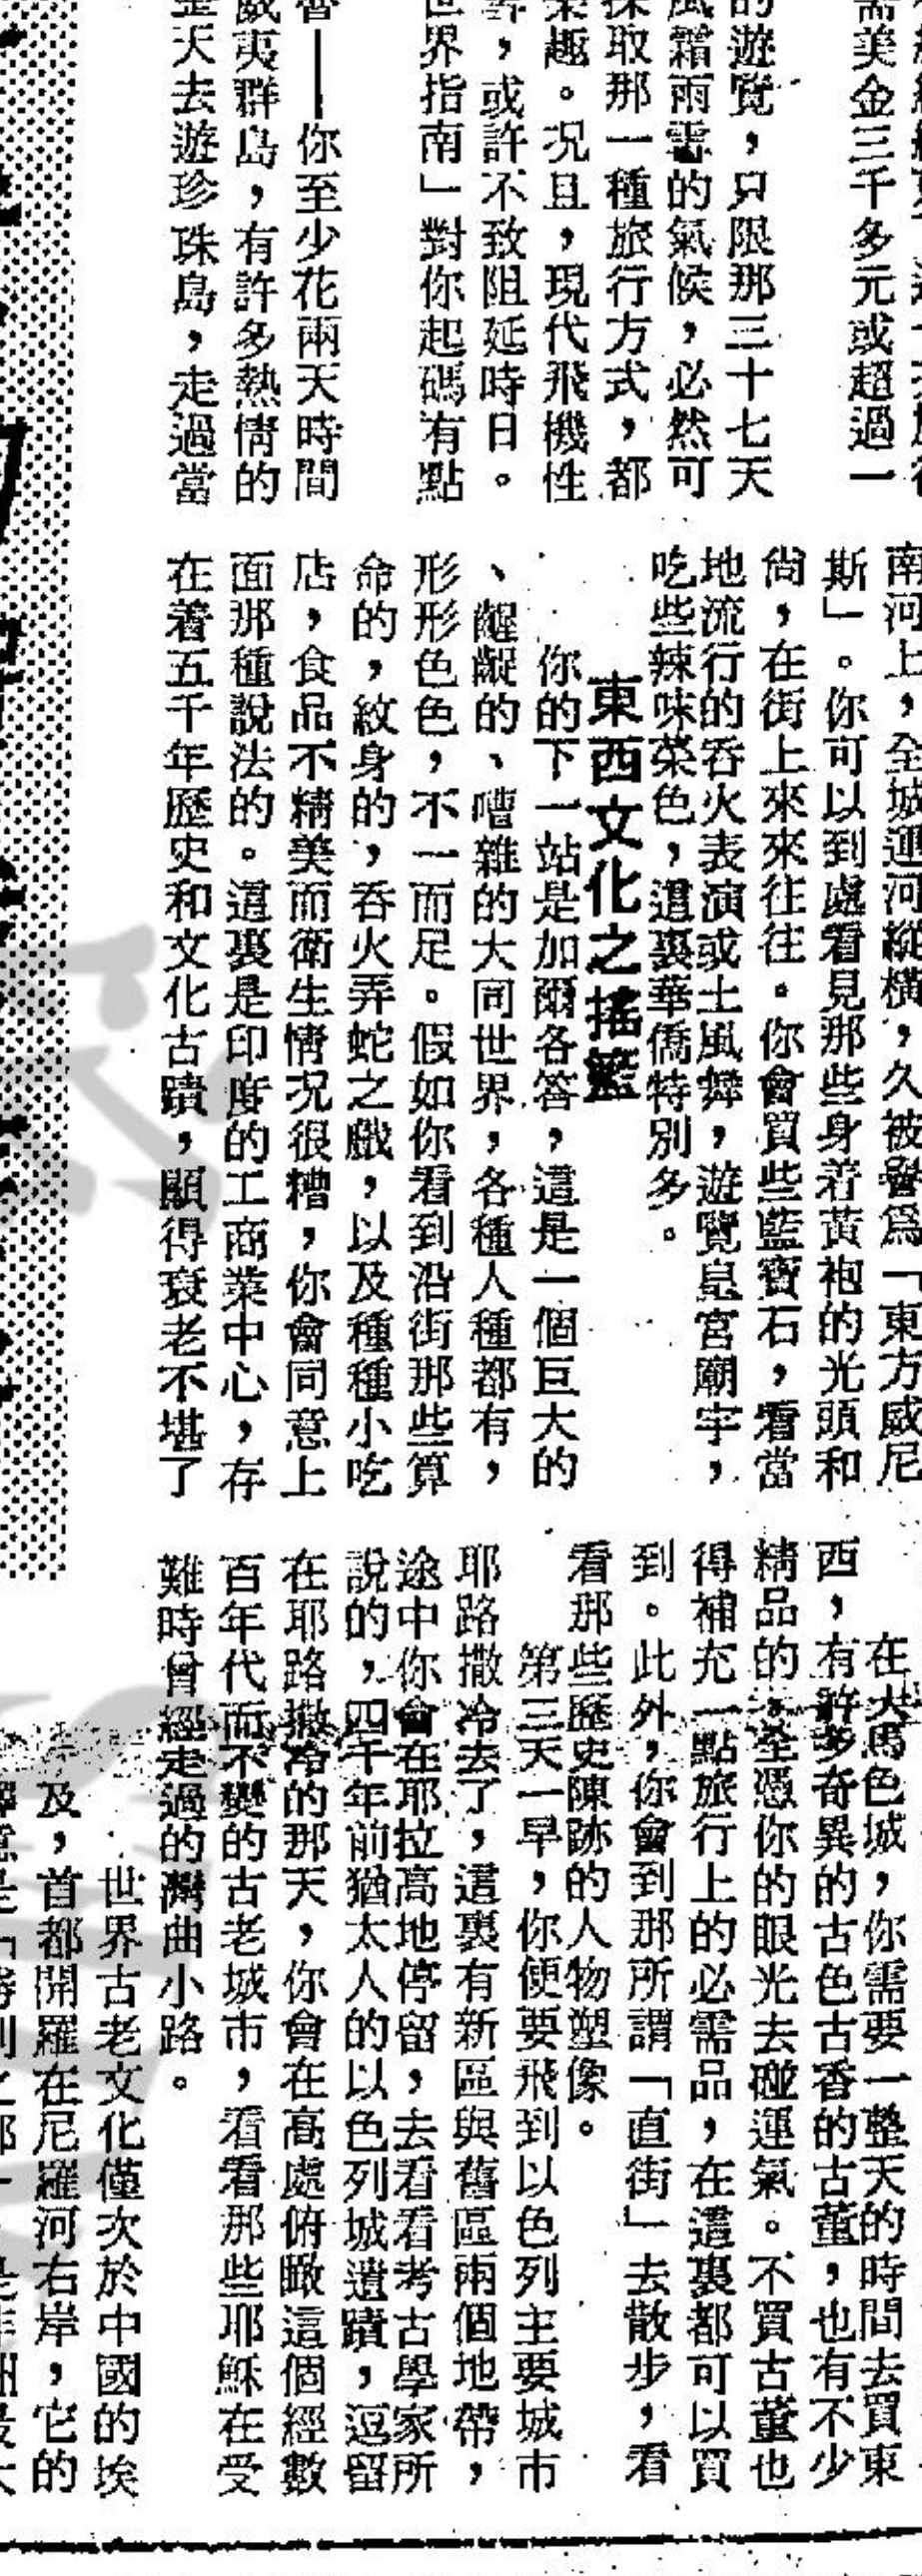 需美金三千多元或超過一
的遊覽，只限那三十七天
風霜雨雪的氣候，必然可
採取那一種旅行方式，都
樂趣。況且，現代飛機性
，或許不致阻延時日。
世界指南」對你起碼有點
——你至少花兩天時間
威夷群島，有許多熱情的
整天去遊珍珠島，走過當
南河上，全城運河縱橫，久被譽爲「東方威尼
斯」。你可以到處看見那些身着黃袍的光頭和
尙，在街上來來往往。你會買些藍寶石，看當
地流行的吞火表演或土風舞，遊覽皇宮廟宇，
吃些辣味菜色，這裏華僑特別多。
東西文化之搖籃
你的下一站是加爾各答，這是一個巨大的
、齷齪的、嘈雜的大同世界，各種人種都有，
形形色色，不一而足。假如你看到沿街那些算
命的，紋身的，吞火弄蛇之戲，以及種種小吃
店，食品不精美而衛生情况很糟，你會同意上
面那種說法的。這裏是印度的工商業中心，存
在着五千年歷史和文化古蹟，顯得衰老不堪了
在大馬色城，你需要一整天的時間去買東
西，有許多奇異的古色古香的古董，也有不少
精品的，全憑你的眼光去碰運氣。不買古董也
得補充一點旅行上的必需品，在這裏都可以買
到。此外，你會到那所謂「直街」去散步，看
看那些歷史陳跡的人物塑像。
第三天一早，你便要飛到以色列主要城市
耶路撒冷去了，這裏有新區與舊區兩個地帶，
途中你會在耶拉高地停留，去看看考古學家所
說的，四千年前猶太人的以色列城遺蹟，逗留
在耶路撒冷的那天，你會在高處俯瞰這個經數
百年代而不變的古老城市，看看那些耶穌在受
難時曾經走過的灣曲小路。
世界古老文化僅次於中國的埃
及，首都開羅在尼羅河右岸，它的